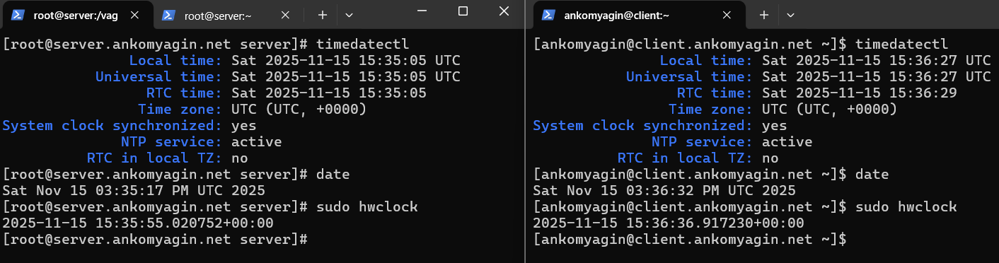 root@server:/vag
root@server:~
[root@server.ankomyagin.net server]# timedatectl
Local time: Sat 2025-11-15 15:35:05 UTC
Universal time: Sat 2025-11-15 15:35:05 UTC
RTC time: Sat 2025-11-15 15:35:05
Time zone: UTC (UTC, +0000)
System clock synchronized: yes
NTP service: active
RTC in local TZ: no
[root@server.ankomyagin.net server]# date
Sat Nov 15 03:35:17 PM UTC 2025
[root@server.ankomyagin.net server]# sudo hwclock
2025-11-15 15:35:55.020752+00:00
[root@server.ankomyagin.net server]#
ankomyagin@client:~
[ankomyagin@client.ankomyagin.net ~]$ timedatectl
Local time: Sat 2025-11-15 15:36:27 UTC
Universal time: Sat 2025-11-15 15:36:27 UTC
RTC time: Sat 2025-11-15 15:36:29
Time zone: UTC (UTC, +0000)
System clock synchronized: yes
NTP service: active
RTC in local TZ: no
[ankomyagin@client.ankomyagin.net ~]$ date
Sat Nov 15 03:36:32 PM UTC 2025
[ankomyagin@client.ankomyagin.net ~]$ sudo hwclock
2025-11-15 15:36:36.917230+00:00
[ankomyagin@client.ankomyagin.net ~]$